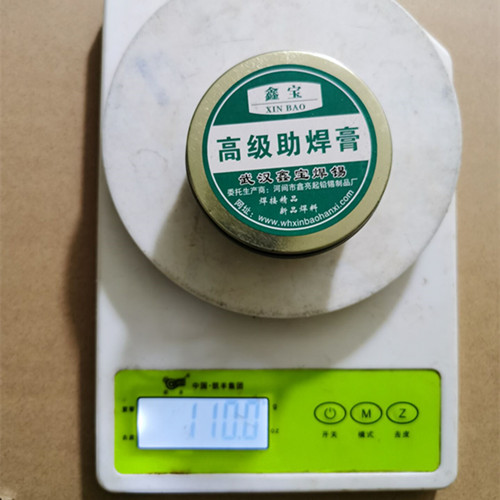 鑫宝
XIN BAO
高级助焊膏
武汉鑫宝焊锡
委托生产商：河间市鑫亮起铅锡制品厂
焊接精品
新品焊料
网址：www.whxinbaohanxi.com
中国·凯丰集团
110.0
g
oz
M
Z
开关
模式
去皮